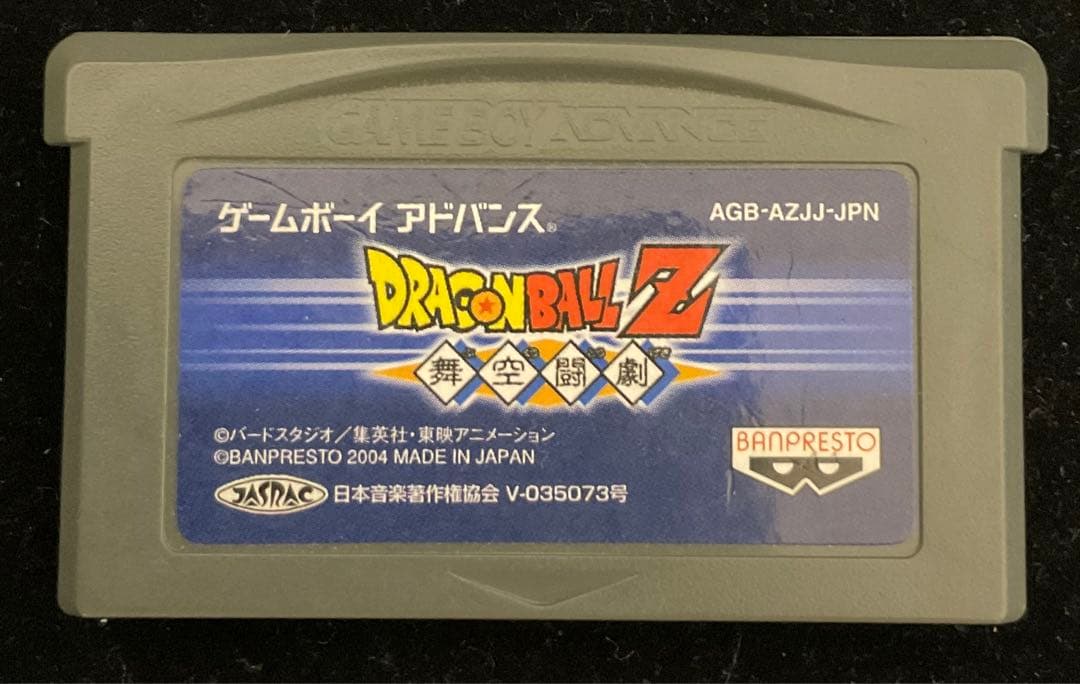 GAME BOY ADVANCE
ゲームボーイ アドバンス®
AGB-AZJJ-JPN
DRAGONBALL Z
舞空闘劇
©バードスタジオ/集英社・東映アニメーション
©BANPRESTO 2004 MADE IN JAPAN
BANPRESTO
JASRAC 日本音楽著作権協会 V-035073号